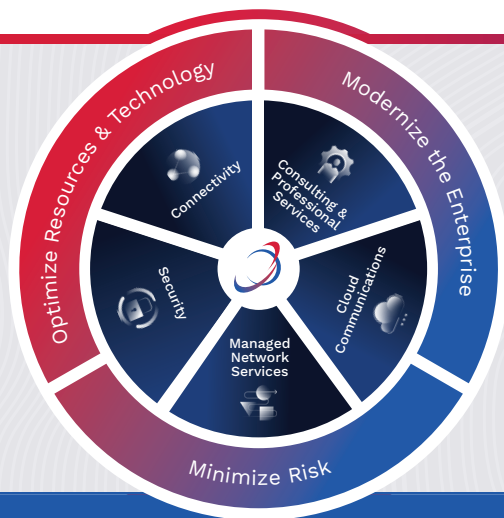 Optimize Resources & Technology
Modernize the Enterprise
Connectivity
Consulting &
Professional
Services
Security
Cloud
Communications
Managed
Network
Services
Minimize Risk